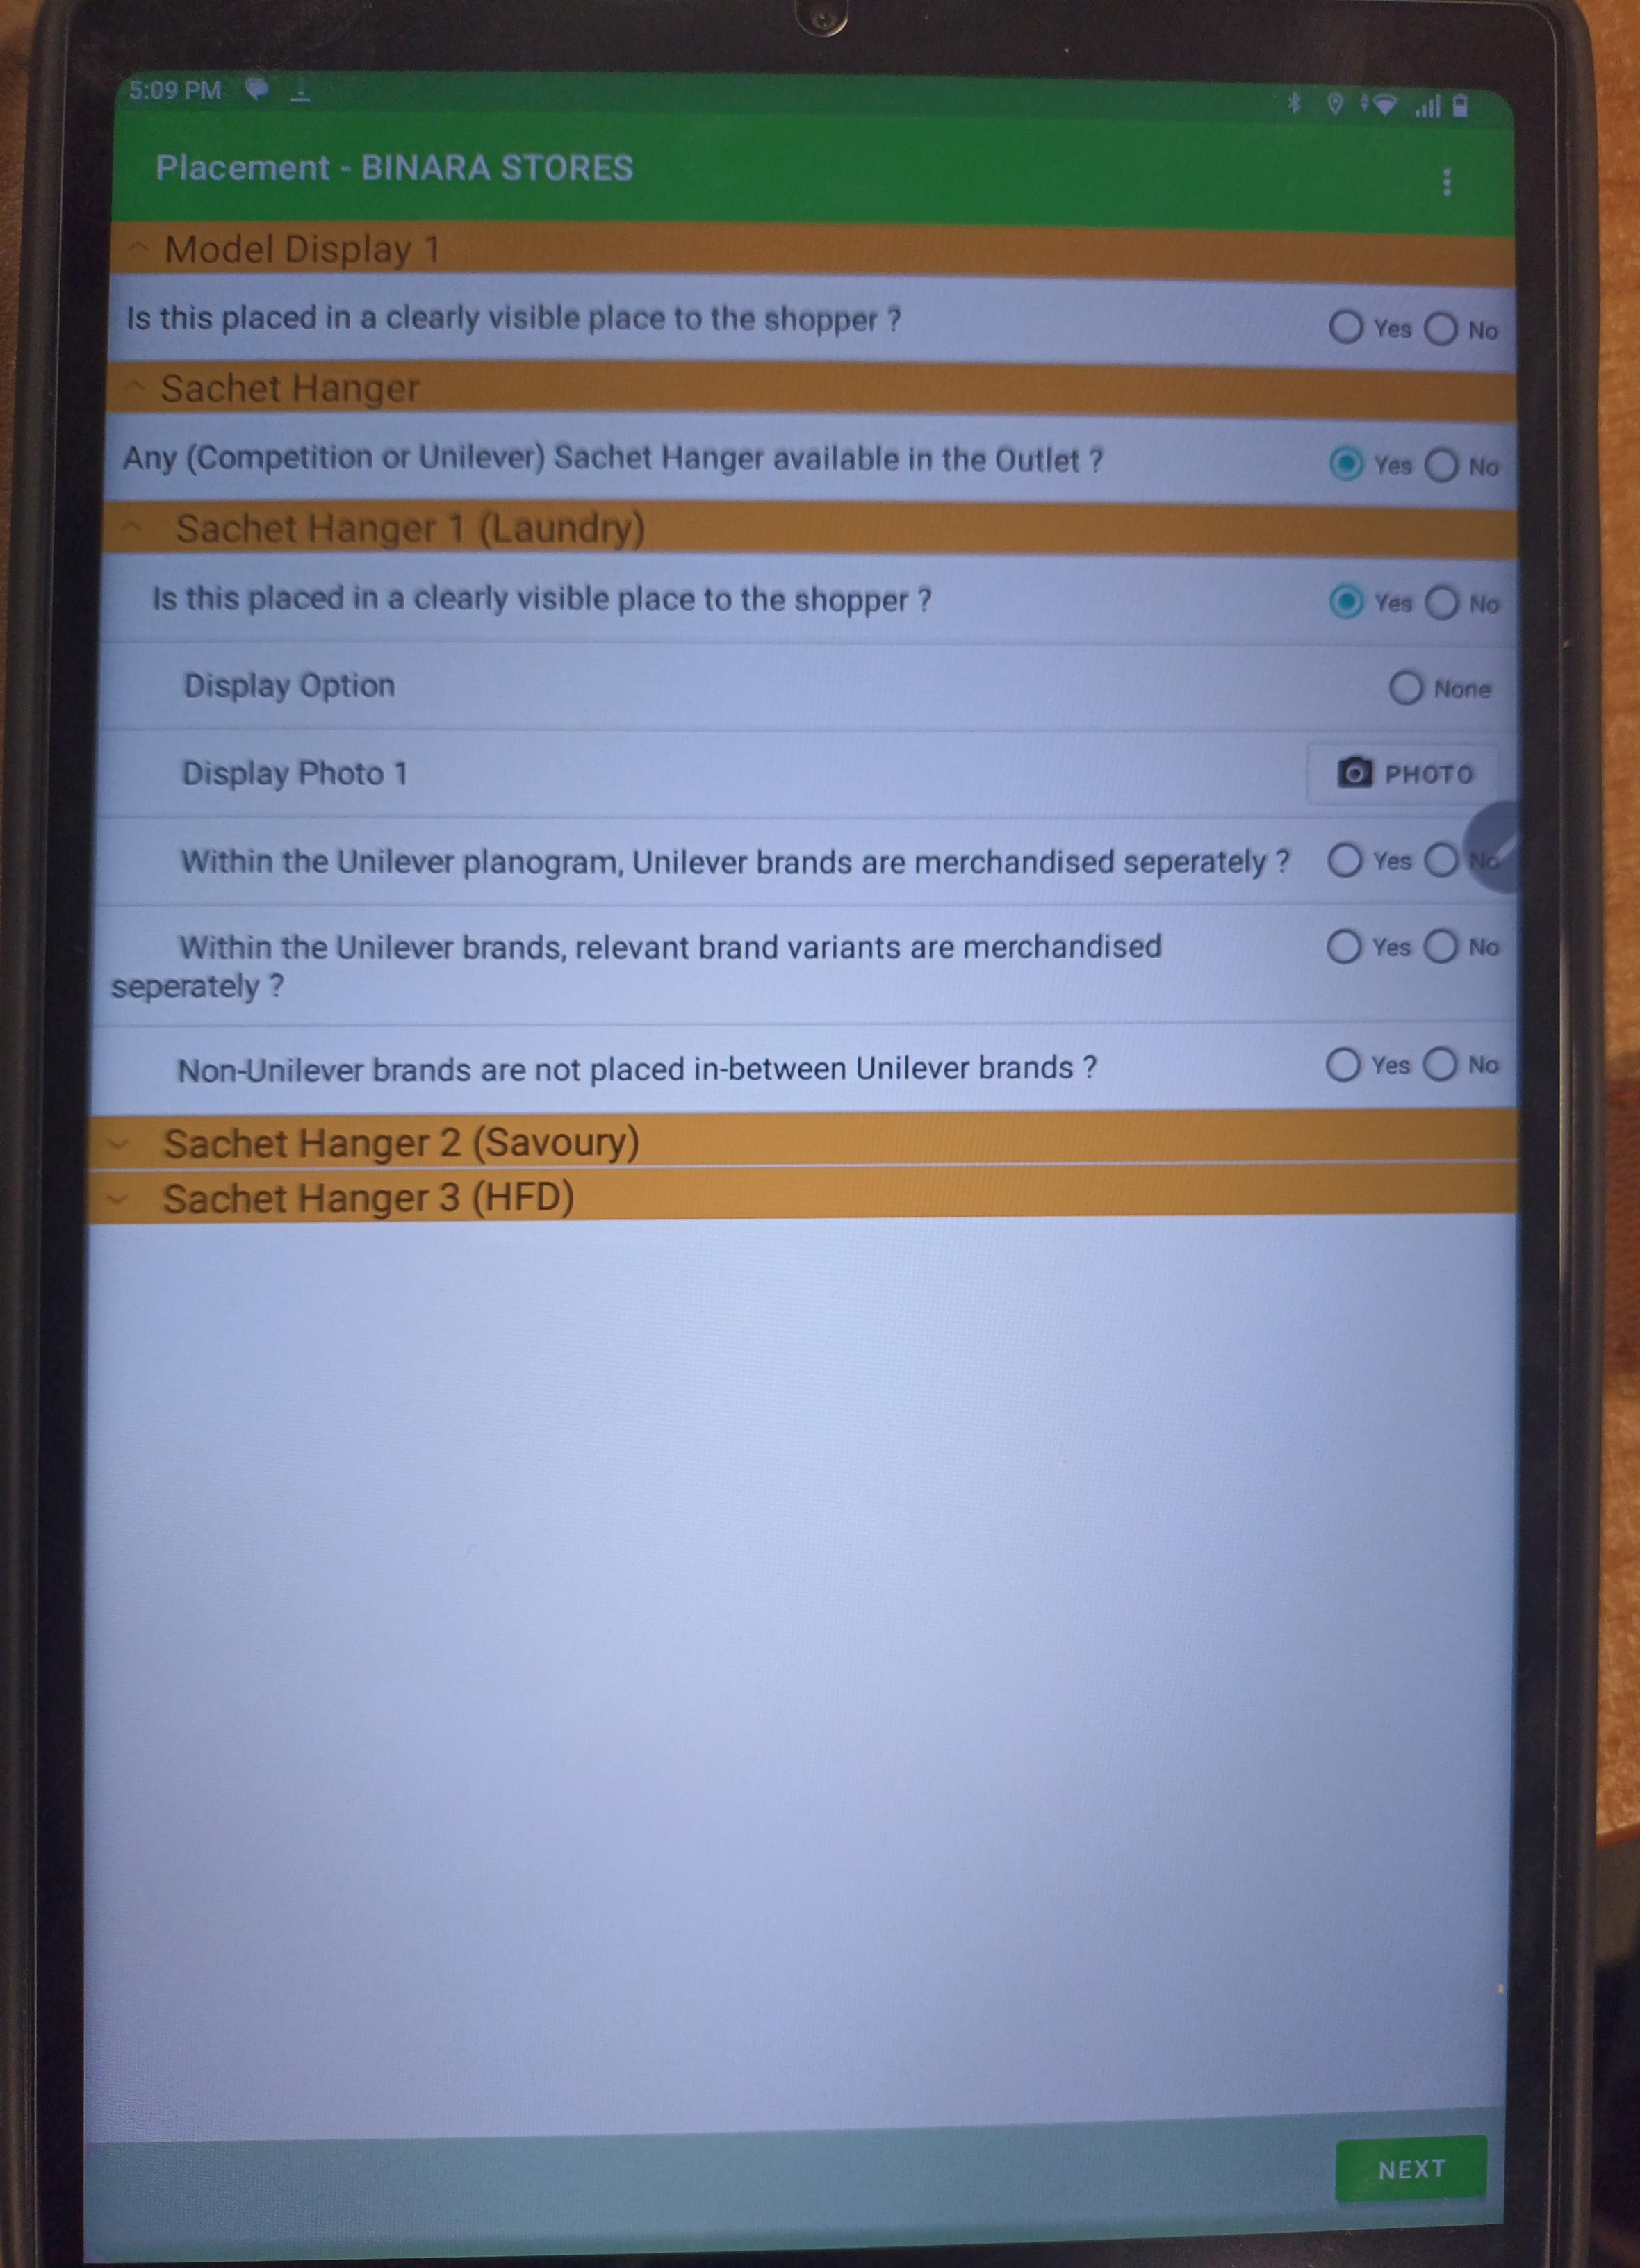 5:09 PM
Placement - BINARA STORES
Model Display 1
Is this placed in a clearly visible place to the shopper ?
Yes No
Sachet Hanger
Any (Competition or Unilever) Sachet Hanger available in the Outlet ?
Yes No
Sachet Hanger 1 (Laundry)
Is this placed in a clearly visible place to the shopper ?
Yes No
Display Option
None
Display Photo 1
PHOTO
Within the Unilever planogram, Unilever brands are merchandised seperately ?
Yes No
Within the Unilever brands, relevant brand variants are merchandised
seperately ?
Yes No
Non-Unilever brands are not placed in-between Unilever brands ?
Yes No
Sachet Hanger 2 (Savoury)
Sachet Hanger 3 (HFD)
NEXT